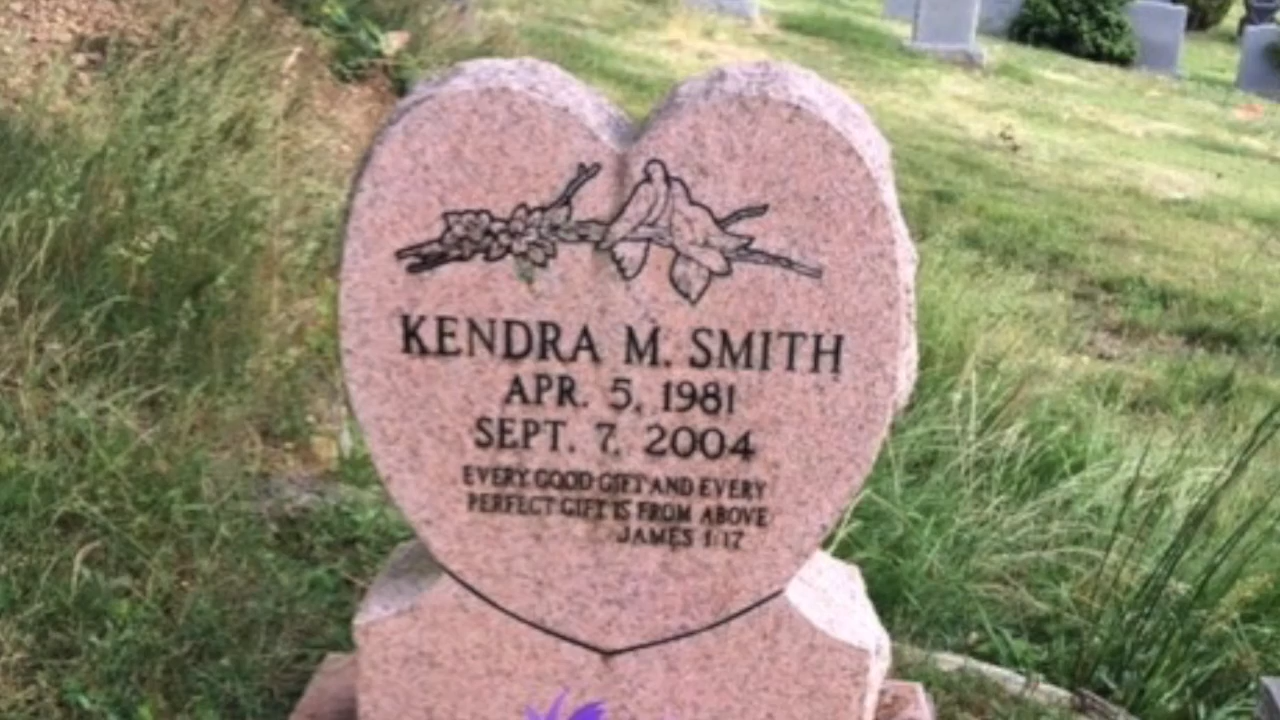 KENDRA M. SMITH
APR. 5, 1981
SEPT. 7, 2004
EVERY GOOD GIFT AND EVERY
PERFECT GIFT IS FROM ABOVE
JAMES 1:17